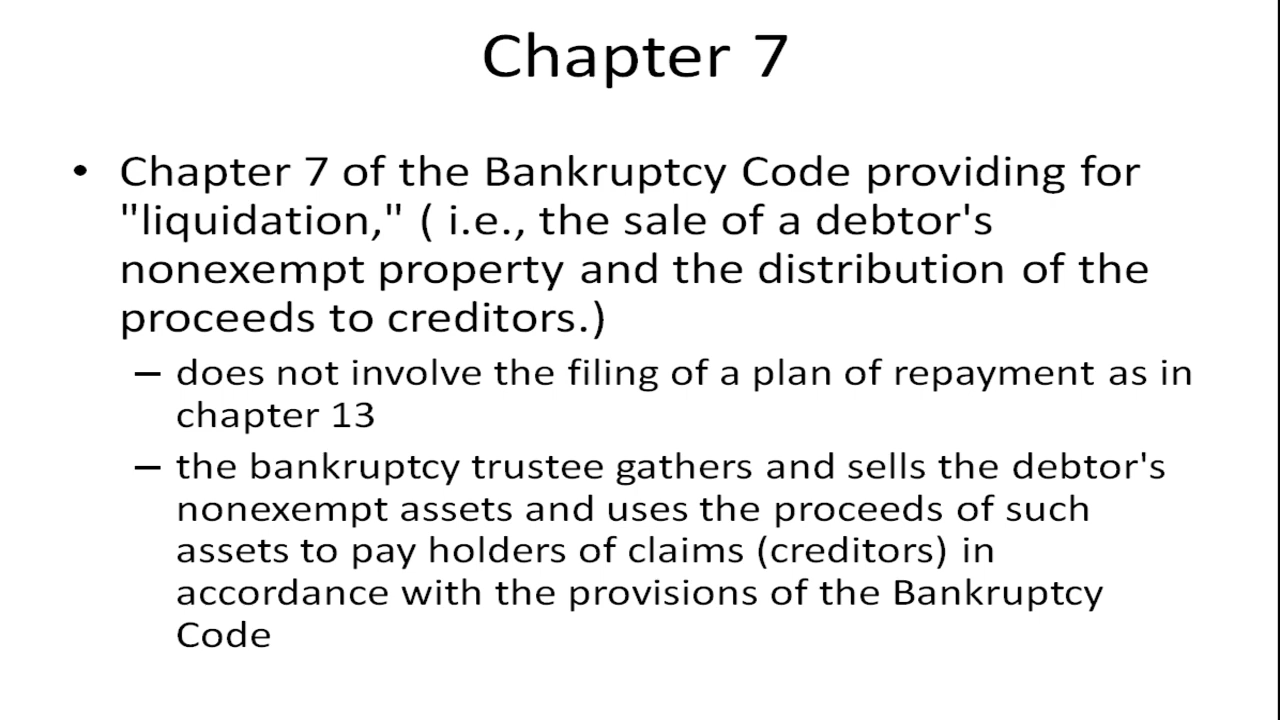 Chapter 7
• Chapter 7 of the Bankruptcy Code providing for
"liquidation," ( i.e., the sale of a debtor's
nonexempt property and the distribution of the
proceeds to creditors.)
– does not involve the filing of a plan of repayment as in
chapter 13
– the bankruptcy trustee gathers and sells the debtor's
nonexempt assets and uses the proceeds of such
assets to pay holders of claims (creditors) in
accordance with the provisions of the Bankruptcy
Code